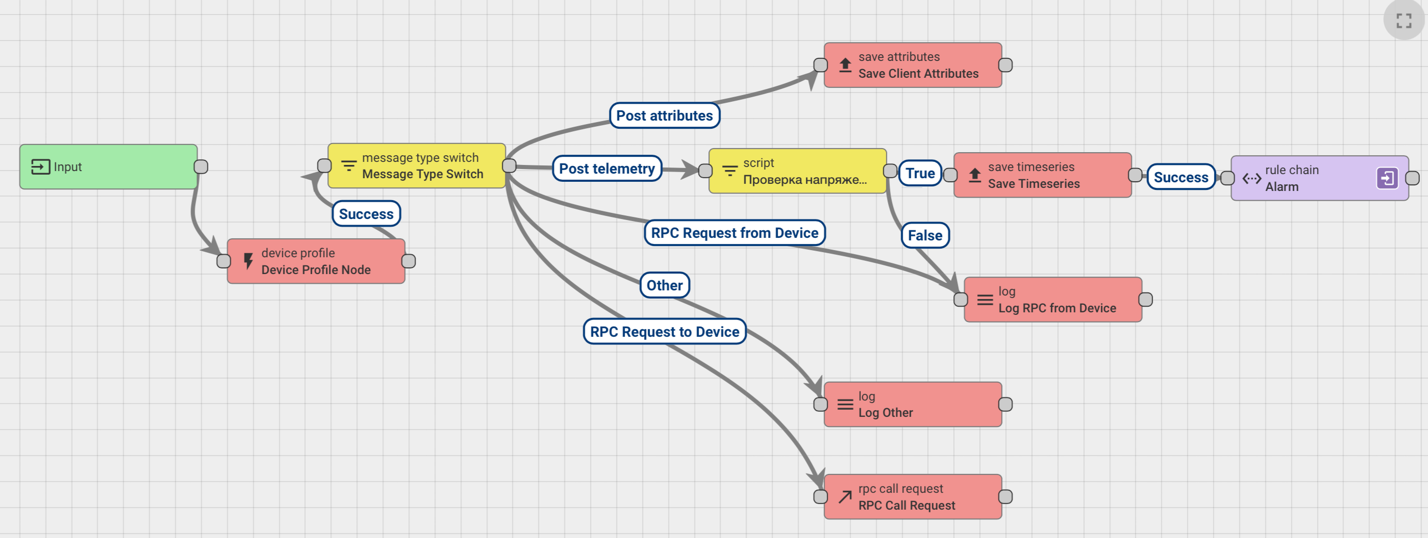 save attributes
Save Client Attributes
Post attributes
Input
message type switch
Message Type Switch
Post telemetry
script
Проверка напряже...
True
save timeseries
Save Timeseries
Success
rule chain
Alarm
Success
RPC Request from Device
False
device profile
Device Profile Node
Other
log
Log RPC from Device
RPC Request to Device
log
Log Other
rpc call request
RPC Call Request